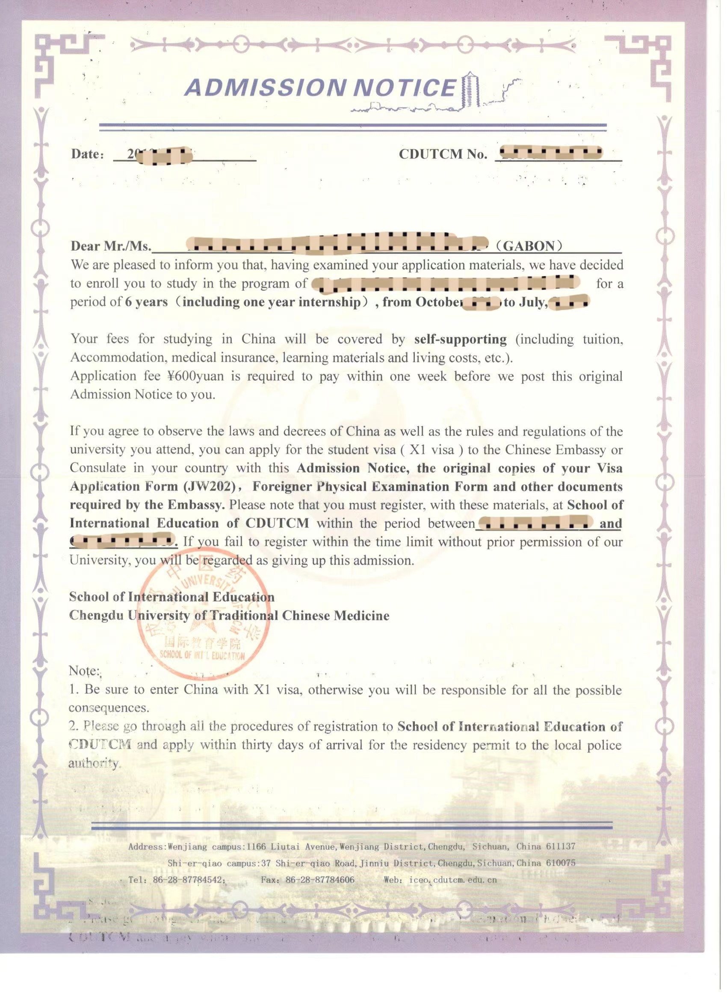 ADMISSION NOTICE
Date: 20
CDUTCM No.
Dear Mr./Ms. （GABON）
We are pleased to inform you that, having examined your application materials, we have decided
to enroll you to study in the program of for a
period of 6 years（including one year internship）, from October to July,
Your fees for studying in China will be covered by self-supporting (including tuition,
Accommodation, medical insurance, learning materials and living costs, etc.).
Application fee ¥600yuan is required to pay within one week before we post this original
Admission Notice to you.
If you agree to observe the laws and decrees of China as well as the rules and regulations of the
university you attend, you can apply for the student visa ( X1 visa ) to the Chinese Embassy or
Consulate in your country with this Admission Notice, the original copies of your Visa
Application Form (JW202)， Foreigner Physical Examination Form and other documents
required by the Embassy. Please note that you must register, with these materials, at School of
International Education of CDUTCM within the period between and
. If you fail to register within the time limit without prior permission of our
University, you will be regarded as giving up this admission.
School of International Education
Chengdu University of Traditional Chinese Medicine
中医药
学
UNIVERSITY OF TCM
国际教育学院
SCHOOL OF INT'L EDUCATION
Note:
1. Be sure to enter China with X1 visa, otherwise you will be responsible for all the possible
consequences.
2. Please go through all the procedures of registration to School of International Education of
CDUTCM and apply within thirty days of arrival for the residency permit to the local police
authority.
Address:Wenjiang campus:1166 Liutai Avenue,Wenjiang District,Chengdu, Sichuan, China 611137
Shi-er-qiao campus:37 Shi-er-qiao Road,Jinniu District,Chengdu,Sichuan,China 610075
Tel: 86-28-87784542; Fax: 86-28-87784606 Web: iceo.cdutcm.edu.cn